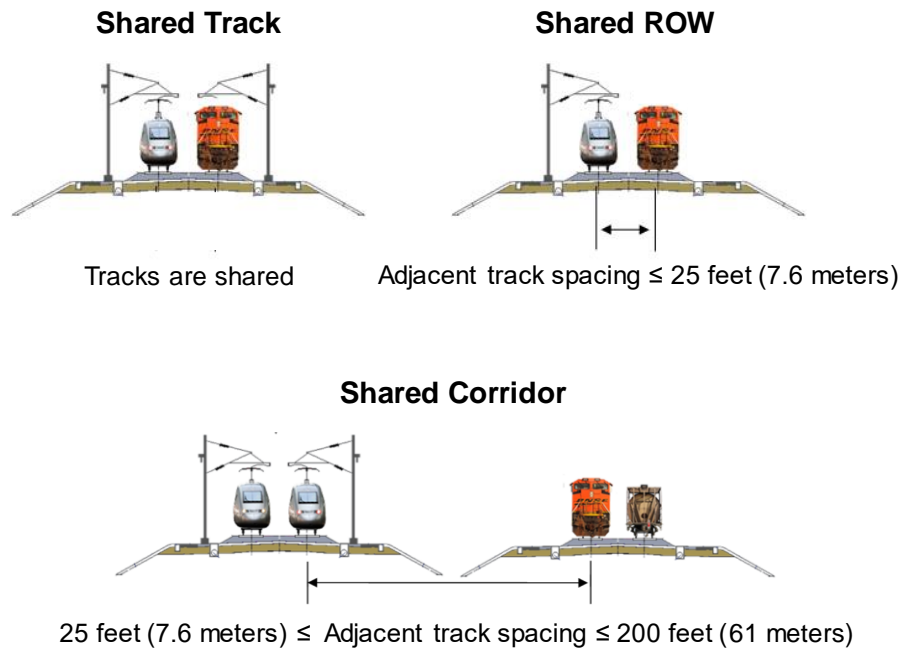 Shared Track
Shared ROW
Tracks are shared
Adjacent track spacing ≤ 25 feet (7.6 meters)
Shared Corridor
25 feet (7.6 meters) ≤ Adjacent track spacing ≤ 200 feet (61 meters)